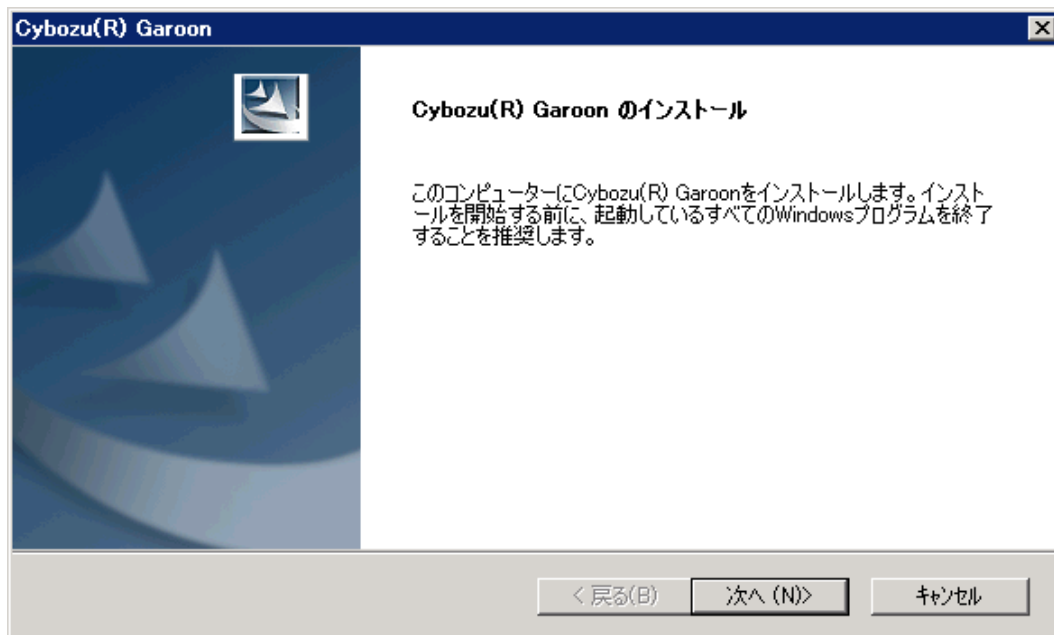 Cybozu(R) Garoon
Cybozu(R) Garoon のインストール
このコンピューターにCybozu(R) Garoonをインストールします。インスト
ールを開始する前に、起動しているすべてのWindowsプログラムを終了
することを推奨します。
< 戻る(B)
次へ (N)>
キャンセル